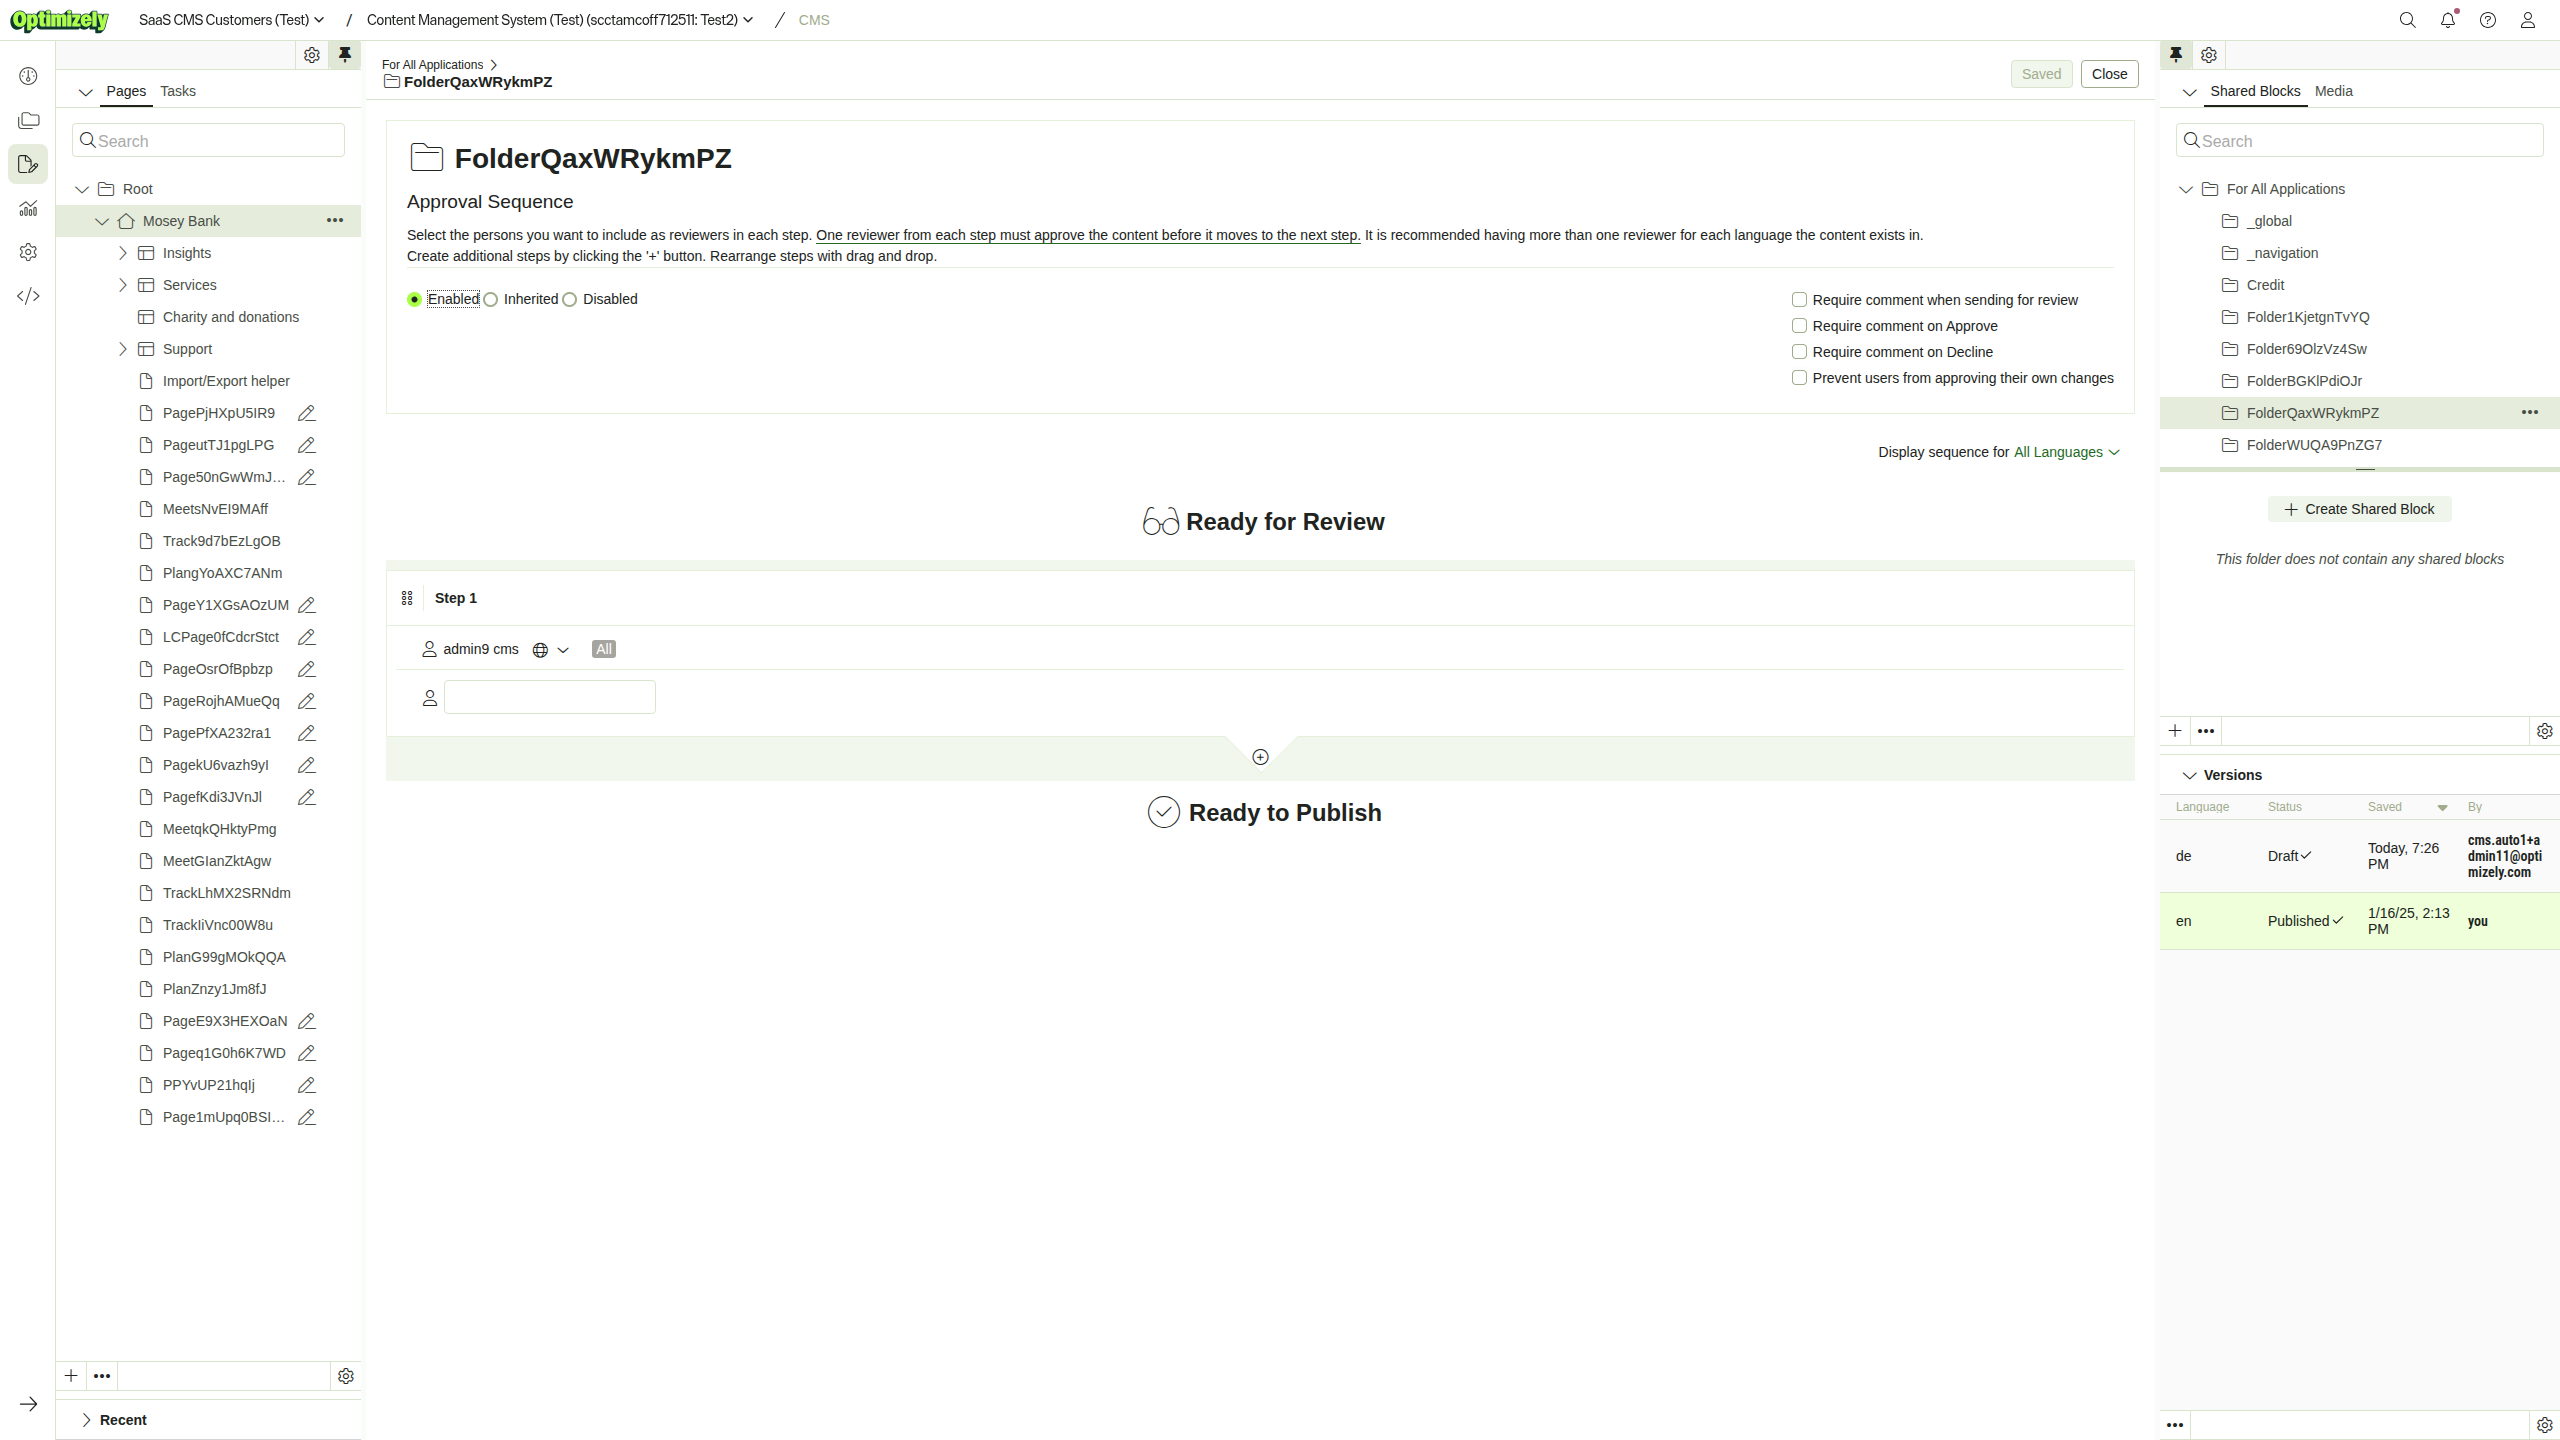 Optimizely
SaaS CMS Customers (Test) / Content Management System (Test) (scctamcoff712511: Test2) / CMS
Pages Tasks
Search
Root
Mosey Bank
Insights
Services
Charity and donations
Support
Import/Export helper
PagePjHXpU5IR9
PageutTJ1pgLPG
Page50nGwWmJ…
MeetsNvEI9MAff
Track9d7bEzLgOB
PlangYoAXC7ANm
PageY1XGsAOzUM
LCPage0fCdcrStct
PageOsrOfBpbzp
PageRojhAMueQq
PagePfXA232ra1
PagekU6vazh9yI
PagefKdi3JVnJl
MeetqkQHktyPmg
MeetGIanZktAgw
TrackLhMX2SRNdm
TrackIiVnc00W8u
PlanG99gMOkQQA
PlanZnzy1Jm8fJ
PageE9X3HEXOaN
Pageq1G0h6K7WD
PPYvUP21hqIj
Page1mUpq0BSI…
Recent
For All Applications
FolderQaxWRykmPZ
Saved Close
FolderQaxWRykmPZ
Approval Sequence
Select the persons you want to include as reviewers in each step. One reviewer from each step must approve the content before it moves to the next step. It is recommended having more than one reviewer for each language the content exists in.
Create additional steps by clicking the '+' button. Rearrange steps with drag and drop.
Enabled Inherited Disabled
Require comment when sending for review
Require comment on Approve
Require comment on Decline
Prevent users from approving their own changes
Display sequence for All Languages
Ready for Review
Step 1
admin9 cms All
Ready to Publish
Shared Blocks Media
Search
For All Applications
_global
_navigation
Credit
Folder1KjetgnTvYQ
Folder69OlzVz4Sw
FolderBGKlPdiOJr
FolderQaxWRykmPZ
FolderWUQA9PnZG7
Create Shared Block
This folder does not contain any shared blocks
Versions
Language Status Saved By
de Draft Today, 7:26 PM cms.auto1+admin11@optimizely.com
en Published 1/16/25, 2:13 PM you